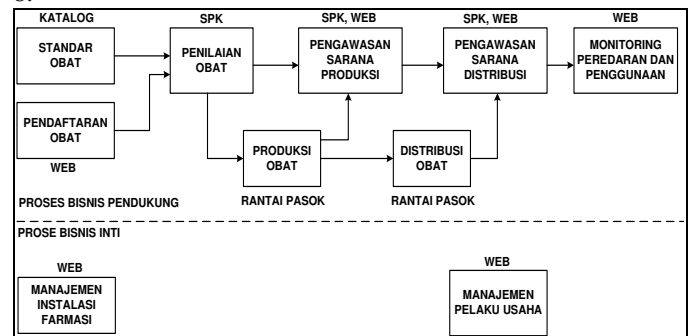 KATALOG
SPK
SPK, WEB
SPK, WEB
WEB
STANDAR
OBAT
PENILAIAN
OBAT
PENGAWASAN
SARANA
PRODUKSI
PENGAWASAN
SARANA
DISTRIBUSI
MONITORING
PEREDARAN DAN
PENGGUNAAN
PENDAFTARAN
OBAT
WEB
PRODUKSI
OBAT
DISTRIBUSI
OBAT
RANTAI PASOK
RANTAI PASOK
PROSES BISNIS PENDUKUNG
PROSE BISNIS INTI
WEB
MANAJEMEN
INSTALASI
FARMASI
WEB
MANAJEMEN
PELAKU USAHA